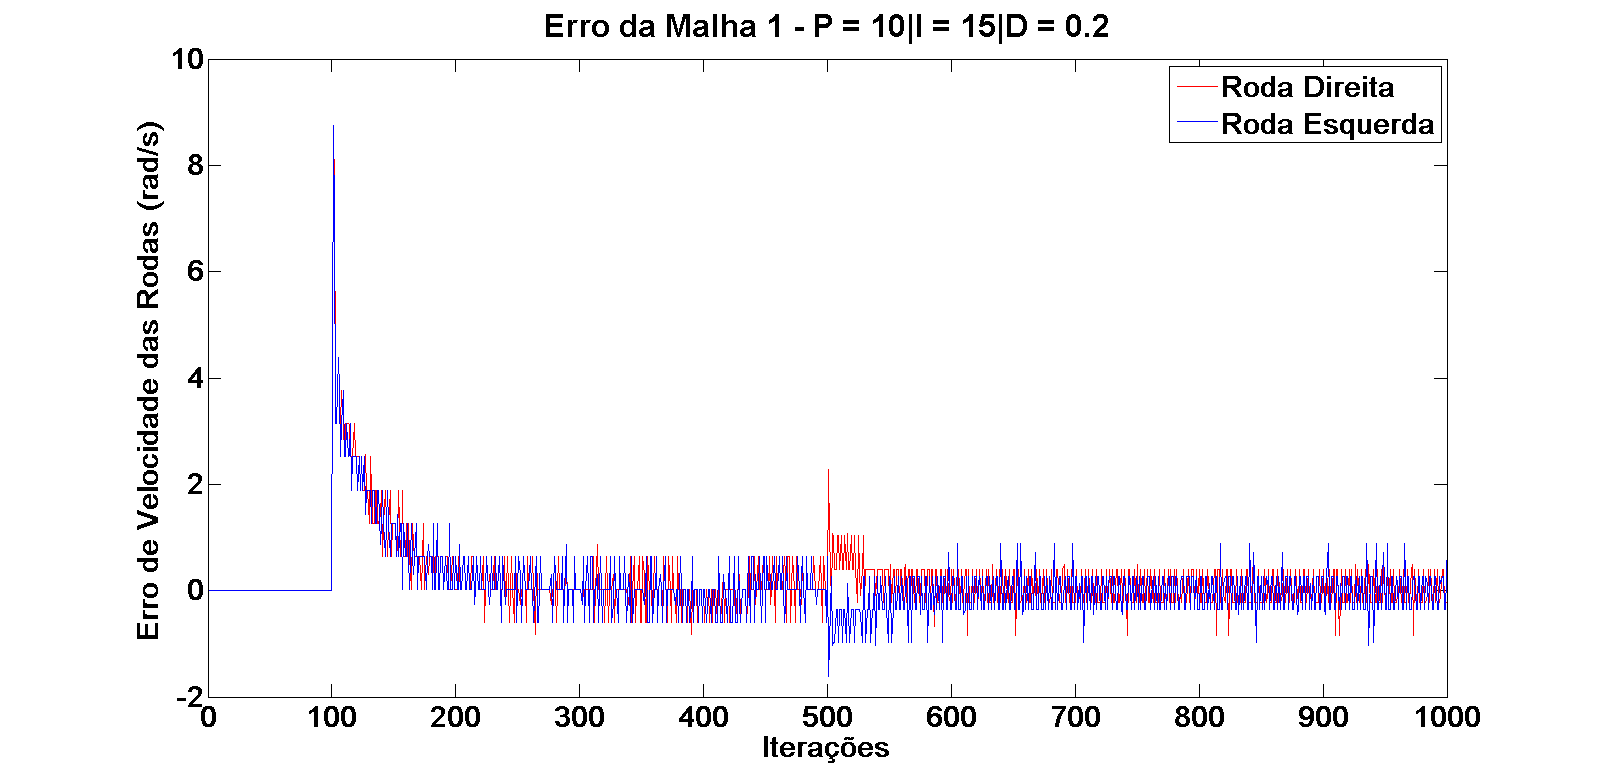 Erro da Malha 1 - P = 10|I = 15|D = 0.2
Erro de Velocidade das Rodas (rad/s)
10
8
6
4
2
0
-2
Roda Direita
Roda Esquerda
0 100 200 300 400 500 600 700 800 900 1000
Iterações